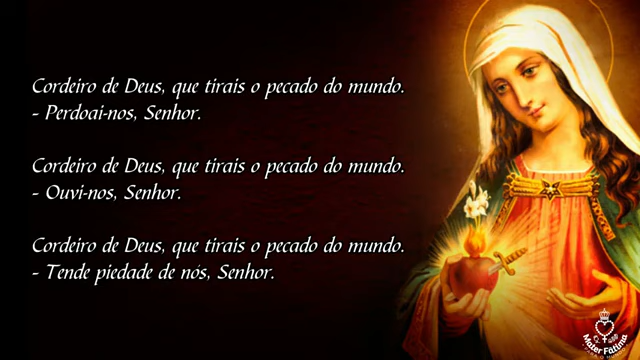 Cordeiro de Deus, que tirais o pecado do mundo.
– Perdoai-nos, Senhor.
Cordeiro de Deus, que tirais o pecado do mundo.
– Ouvi-nos, Senhor.
Cordeiro de Deus, que tirais o pecado do mundo.
– Tende piedade de nós, Senhor.
Mater Fátima